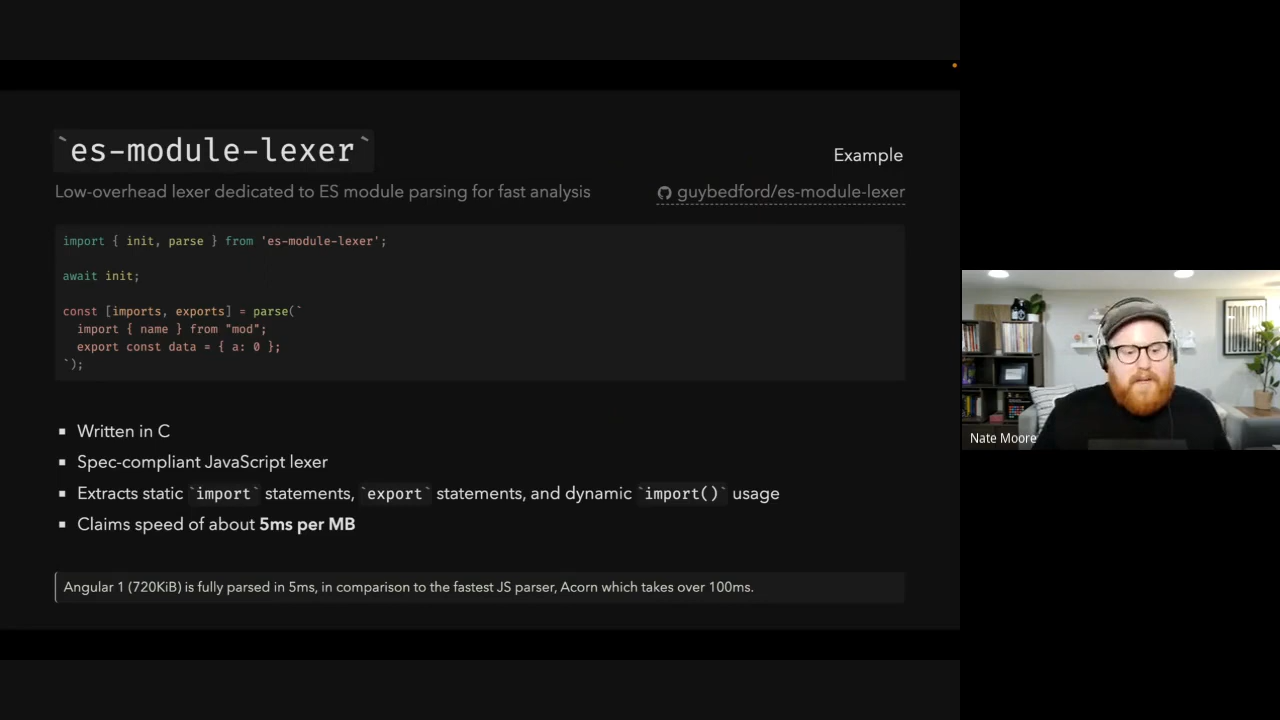 `es-module-lexer`
Example
Low-overhead lexer dedicated to ES module parsing for fast analysis
guybedford/es-module-lexer
import { init, parse } from 'es-module-lexer';
await init;
const [imports, exports] = parse(`
import { name } from "mod";
export const data = { a: 0 };
`);
Written in C
Spec-compliant JavaScript lexer
Extracts static `import` statements, `export` statements, and dynamic `import()` usage
Claims speed of about 5ms per MB
Angular 1 (720KiB) is fully parsed in 5ms, in comparison to the fastest JS parser, Acorn which takes over 100ms.
Nate Moore